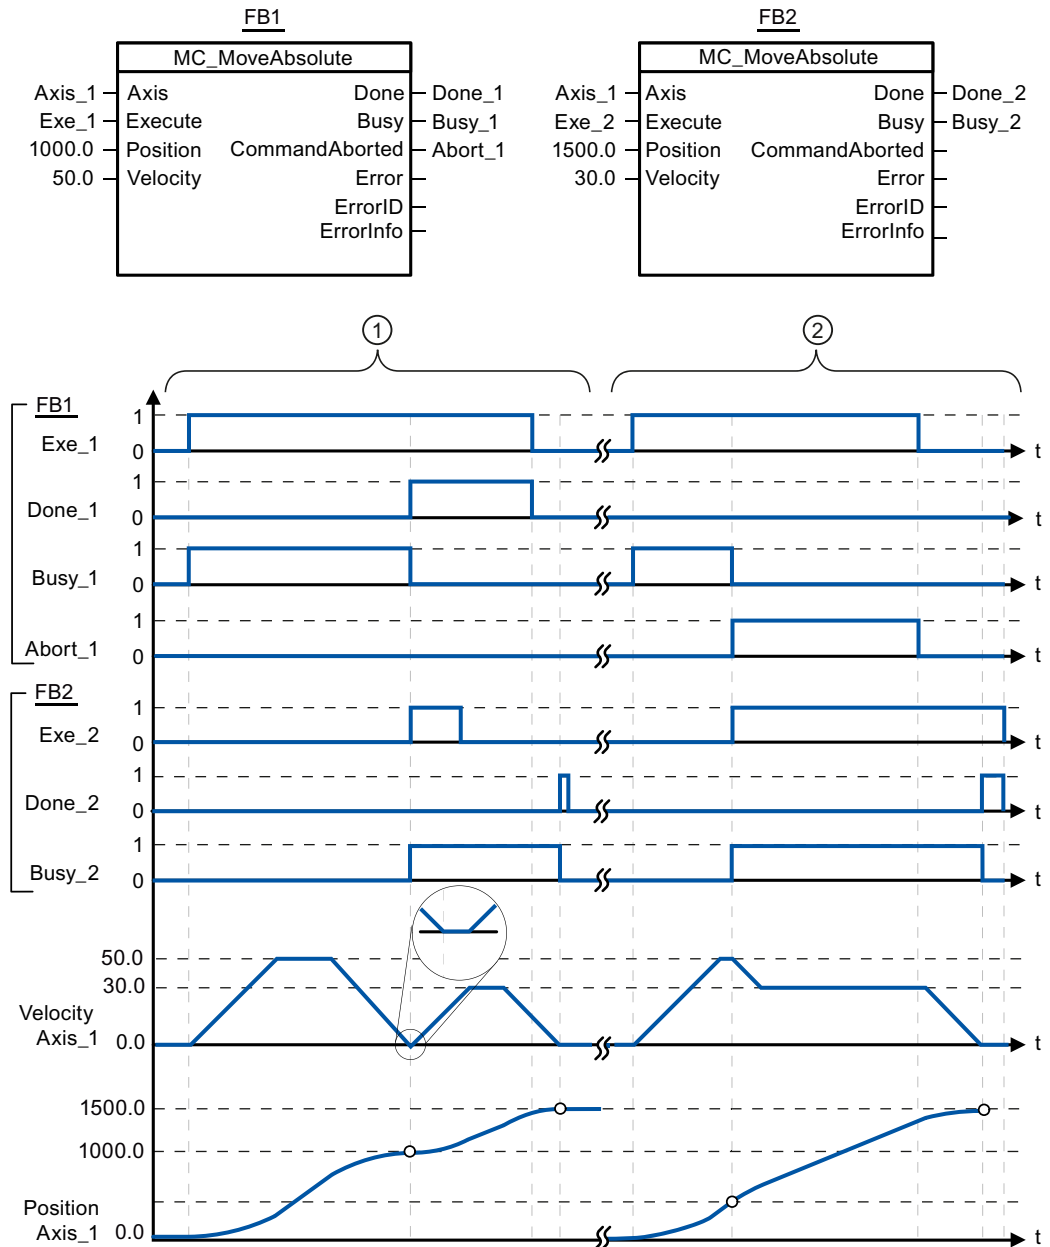 FB1 FB2
MC_MoveAbsolute MC_MoveAbsolute
Axis_1 Axis Done Done_1 Axis_1 Axis Done Done_2
Exe_1 Execute Busy Busy_1 Exe_2 Execute Busy Busy_2
1000.0 Position CommandAborted Abort_1 1500.0 Position CommandAborted
50.0 Velocity Error 30.0 Velocity Error
ErrorID ErrorID
ErrorInfo ErrorInfo
1 2
FB1
1
Exe_1
0 t
1
Done_1
0 t
1
Busy_1
0 t
1
Abort_1
0 t
FB2
1
Exe_2
0 t
1
Done_2
0 t
1
Busy_2
0 t
50.0
30.0
Velocity
Axis_1 0.0 t
1500.0
1000.0
Position
Axis_1 0.0 t